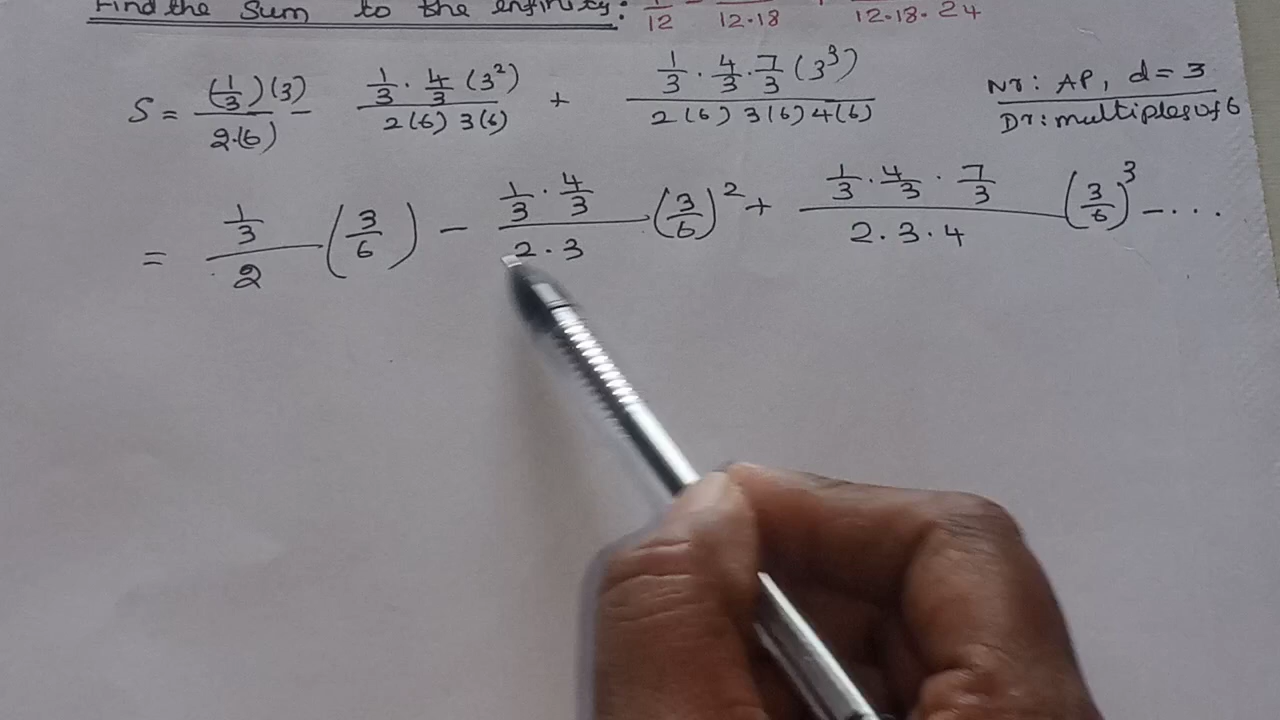 Find the Sum to the infinity: 1/12 - /12.18 + /12.18.24
S = (1/3)(3)/2.(6) - 1/3 . 4/3 (3²)/2(6) 3(6) + 1/3 . 4/3 . 7/3 (3³)/2(6) 3(6) 4(6)
Nr: AP, d = 3
Dr: multiples of 6
= 1/3/2 (3/6) - 1/3 . 4/3/2.3 (3/6)² + 1/3 . 4/3 . 7/3/2.3.4 (3/6)³ - ....